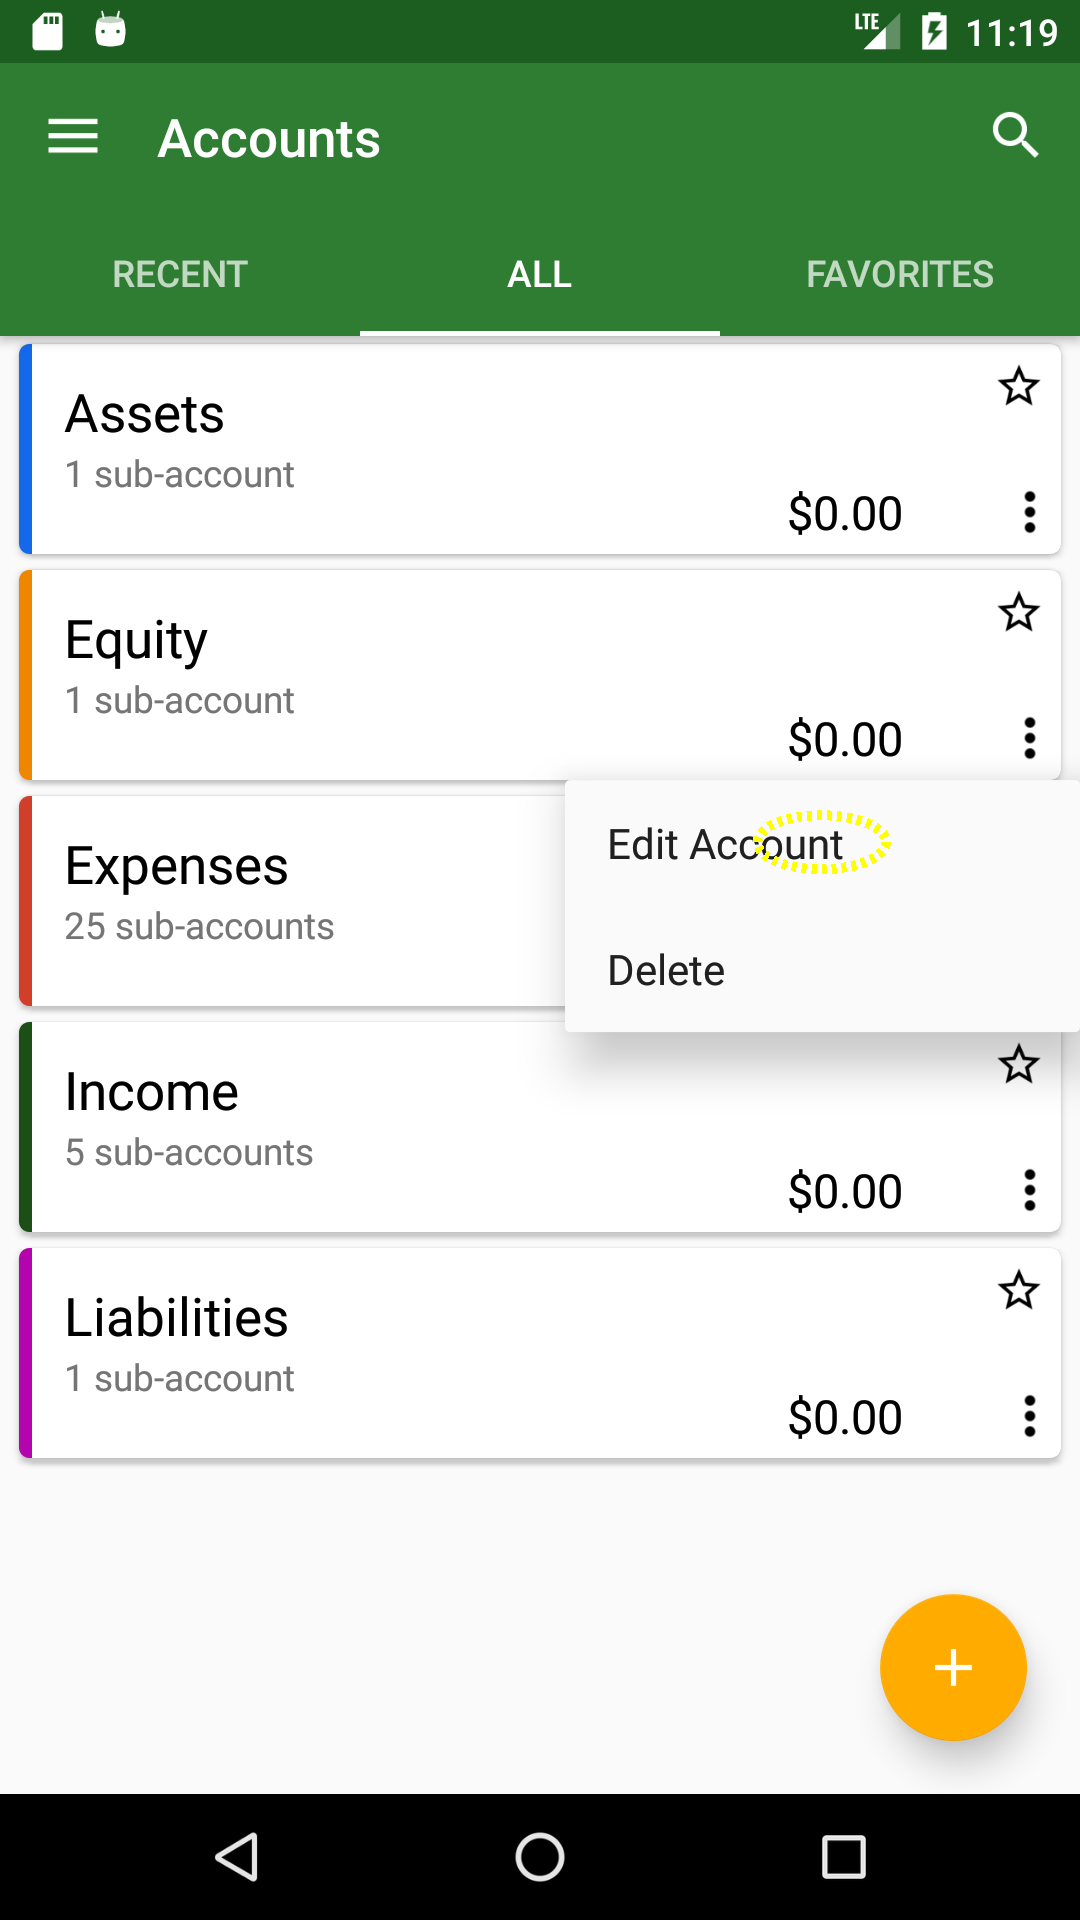 LTE 11:19
Accounts
RECENT ALL FAVORITES
Assets
1 sub-account
$0.00
Equity
1 sub-account
$0.00
Edit Account
Expenses
25 sub-accounts
Delete
Income
5 sub-accounts
$0.00
Liabilities
1 sub-account
$0.00